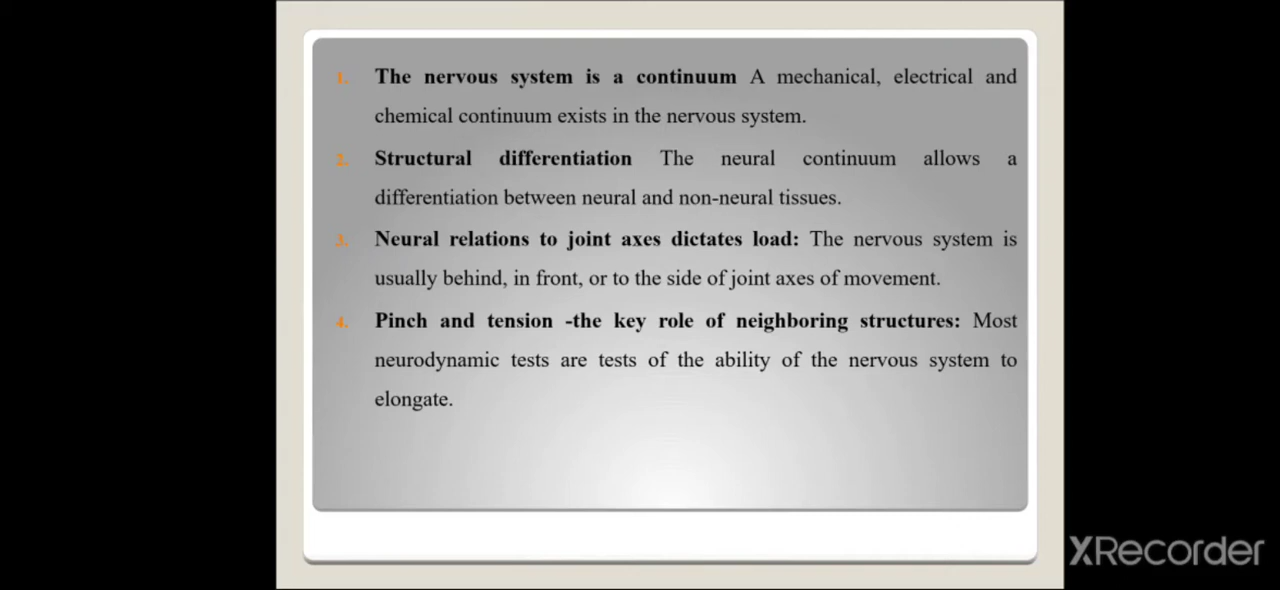 1. The nervous system is a continuum A mechanical, electrical and
chemical continuum exists in the nervous system.
2. Structural differentiation The neural continuum allows a
differentiation between neural and non-neural tissues.
3. Neural relations to joint axes dictates load: The nervous system is
usually behind, in front, or to the side of joint axes of movement.
4. Pinch and tension -the key role of neighboring structures: Most
neurodynamic tests are tests of the ability of the nervous system to
elongate.
XRecorder